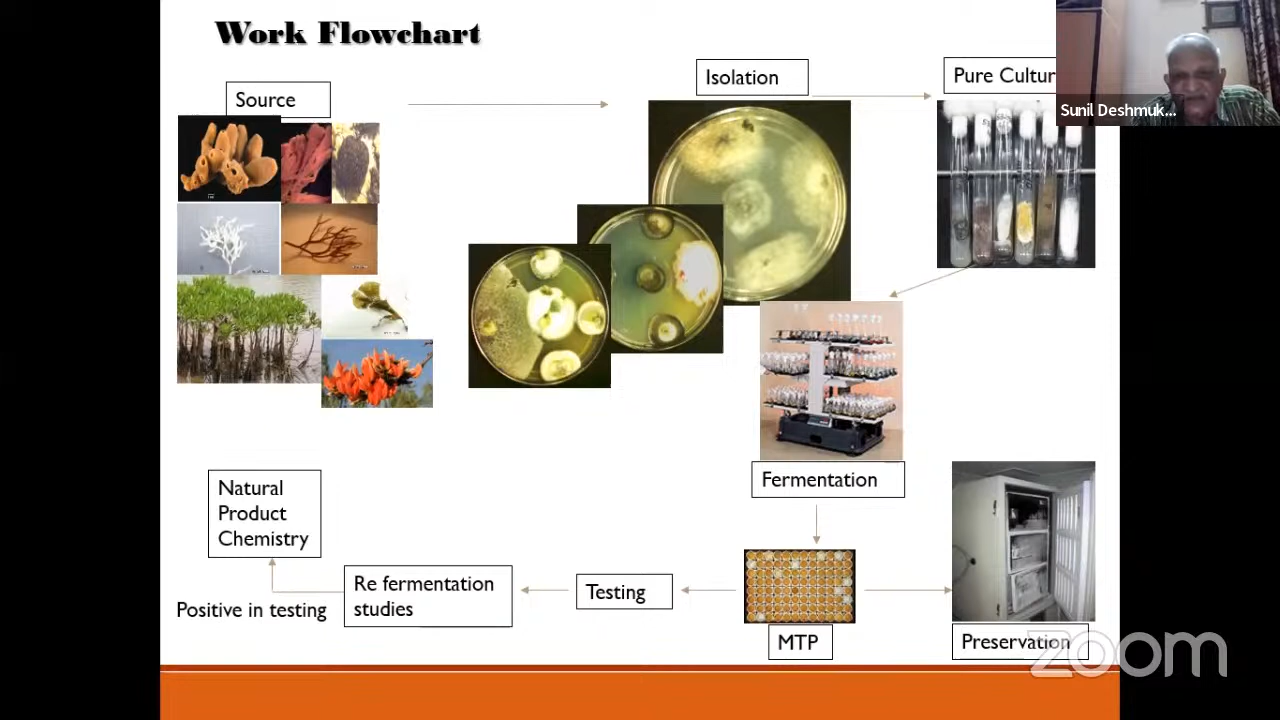 Work Flowchart
Source
Isolation
Pure Cultur
Sunil Deshmuk...
Fermentation
Natural
Product
Chemistry
Re fermentation
studies
Testing
Positive in testing
MTP
Preservation
zoom